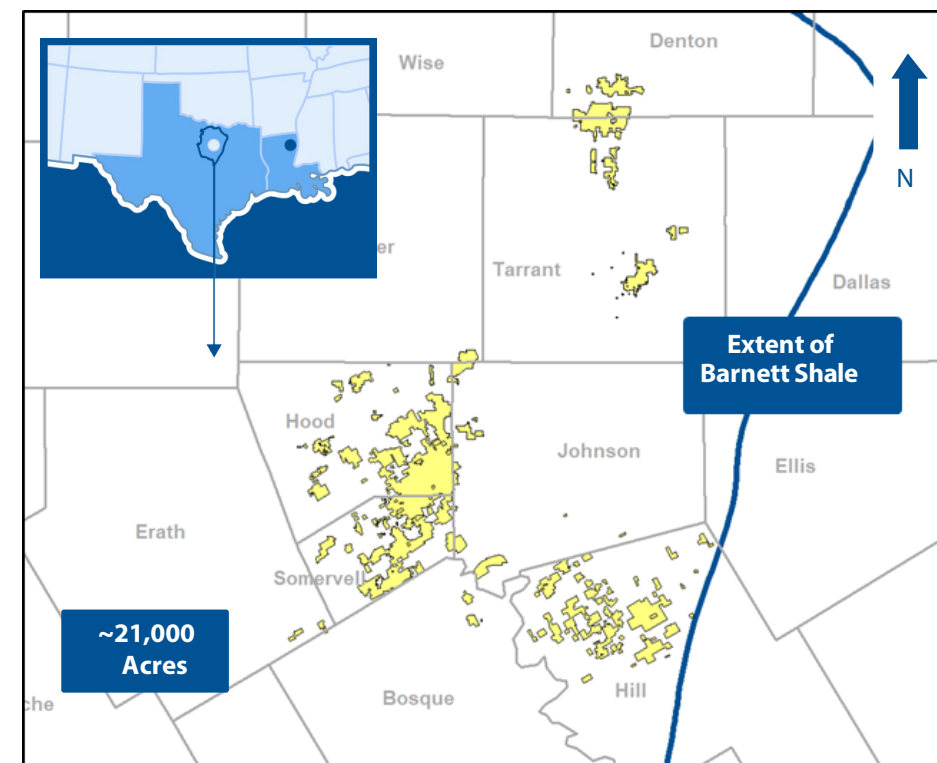 Denton
Wise
N
er
Tarrant
Dallas
Extent of
Barnett Shale
Hood
Johnson
Ellis
Erath
Somervell
~21,000
Acres
Hill
Bosque
che